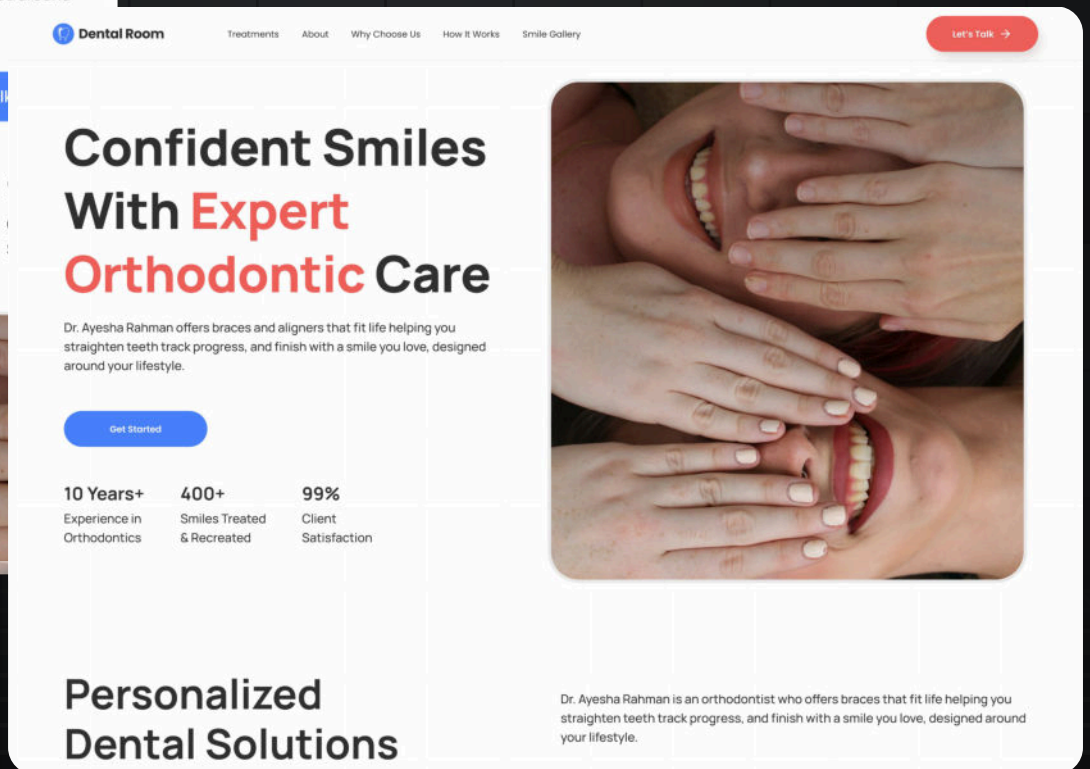 Dental Room
Treatments
About
Why Choose Us
How It Works
Smile Gallery
Let's Talk
Confident Smiles
With Expert
Orthodontic Care
Dr. Ayesha Rahman offers braces and aligners that fit life helping you
straighten teeth track progress, and finish with a smile you love, designed
around your lifestyle.
Get Started
10 Years+
Experience in
Orthodontics
400+
Smiles Treated
& Recreated
99%
Client
Satisfaction
Personalized
Dental Solutions
Dr. Ayesha Rahman is an orthodontist who offers braces that fit life helping you
straighten teeth track progress, and finish with a smile you love, designed around
your lifestyle.